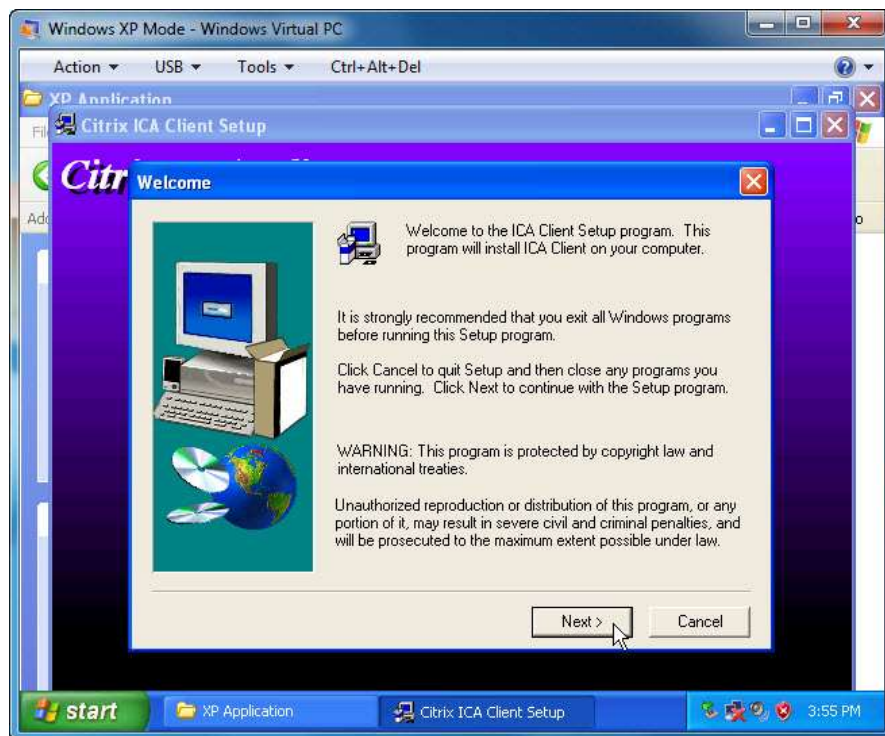 Windows XP Mode - Windows Virtual PC
Action USB Tools Ctrl+Alt+Del
XP Application
Citrix ICA Client Setup
Citr
Welcome
Welcome to the ICA Client Setup program. This
program will install ICA Client on your computer.
It is strongly recommended that you exit all Windows programs
before running this Setup program.
Click Cancel to quit Setup and then close any programs you
have running. Click Next to continue with the Setup program.
WARNING: This program is protected by copyright law and
international treaties.
Unauthorized reproduction or distribution of this program, or any
portion of it, may result in severe civil and criminal penalties, and
will be prosecuted to the maximum extent possible under law.
Next > Cancel
start XP Application Citrix ICA Client Setup 3:55 PM